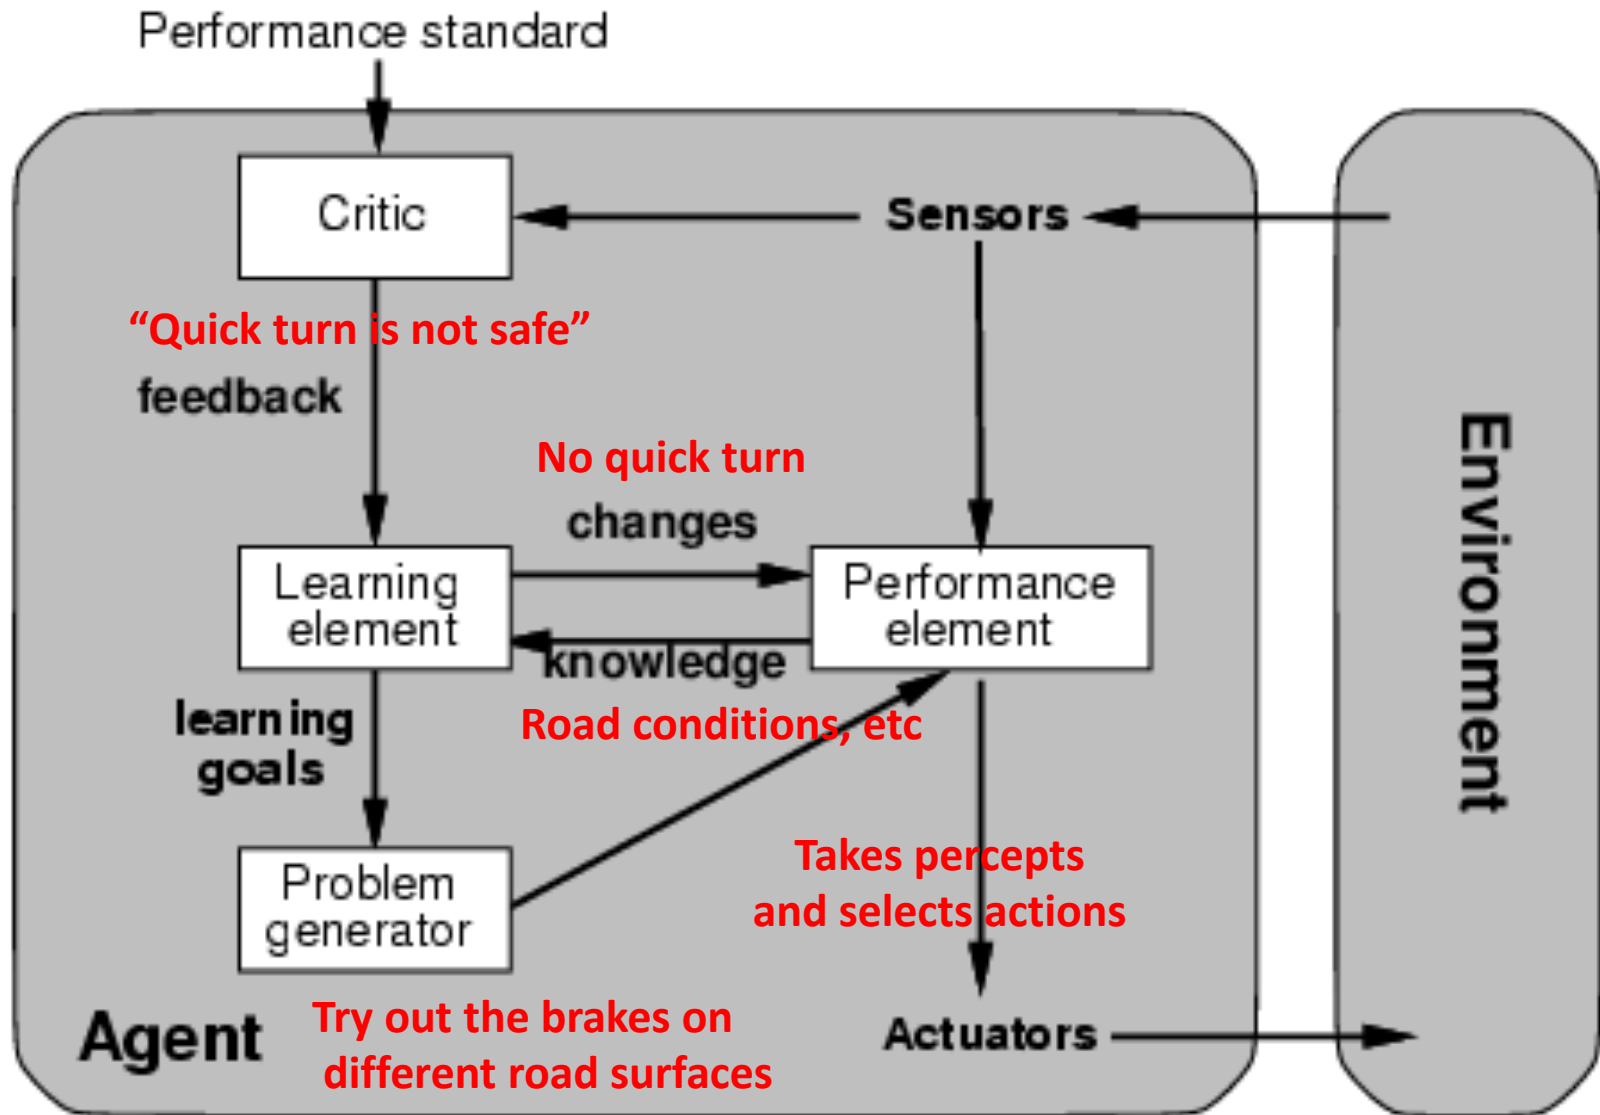 Performance standard
Critic
Sensors
“Quick turn is not safe”
feedback
No quick turn
changes
Learning
element
Performance
element
knowledge
Road conditions, etc
learning
goals
Problem
generator
Takes percepts
and selects actions
Try out the brakes on
different road surfaces
Agent
Actuators
Environment